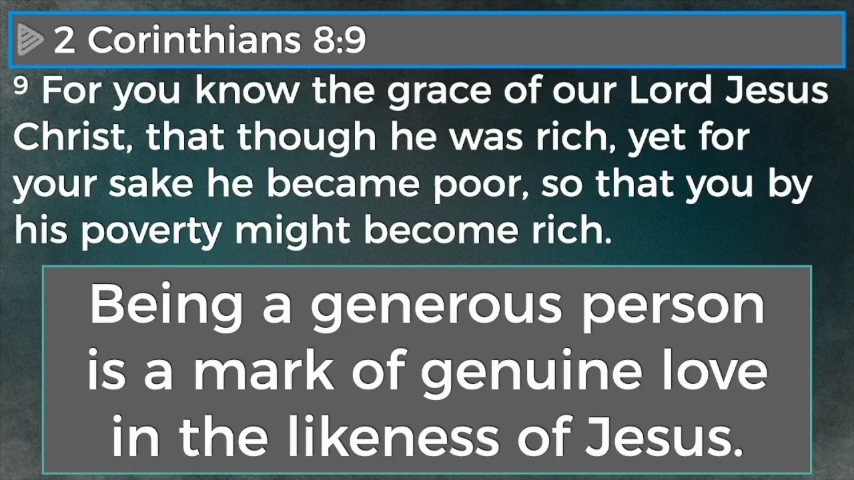 2 Corinthians 8:9
9 For you know the grace of our Lord Jesus
Christ, that though he was rich, yet for
your sake he became poor, so that you by
his poverty might become rich.
Being a generous person
is a mark of genuine love
in the likeness of Jesus.